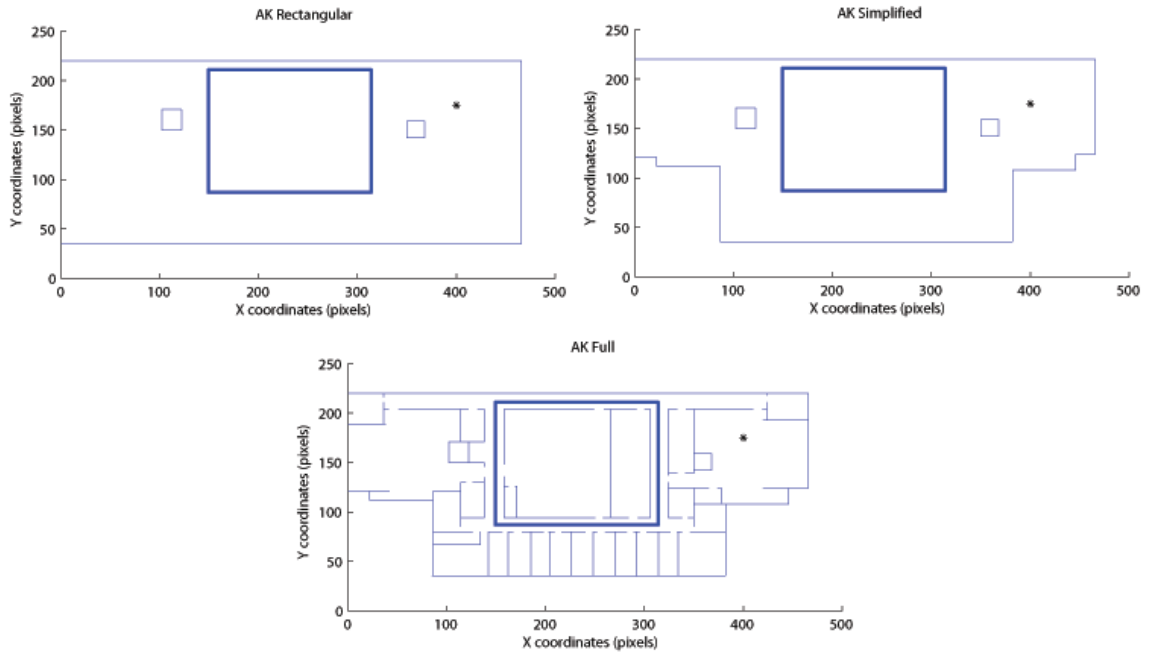 AK Rectangular
250
200
150
100
50
0
0 100 200 300 400 500
Y coordinates (pixels)
X coordinates (pixels)
AK Simplified
250
200
150
100
50
0
0 100 200 300 400 500
Y coordinates (pixels)
X coordinates (pixels)
AK Full
250
200
150
100
50
0
0 100 200 300 400 500
Y coordinates (pixels)
X coordinates (pixels)